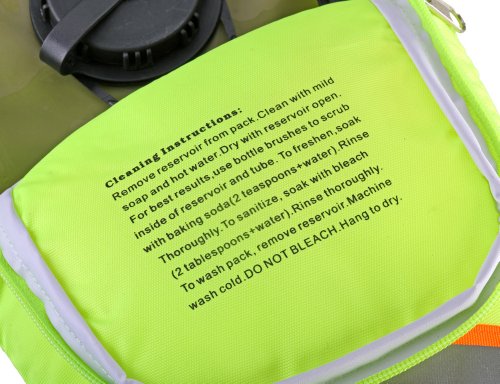 Cleaning Instructions:
Remove reservoir from pack.Clean with mild
soap and hot water.Dry with reservoir open.
For best results,use bottle brushes to scrub
inside of reservoir and tube. To freshen,soak
with baking soda(2 teaspoons+water).Rinse
Thoroughly. To sanitize, soak with bleach
(2 tablespoons+water).Rinse thoroughly.
To wash pack, remove reservoir.Machine
wash cold.DO NOT BLEACH.Hang to dry.